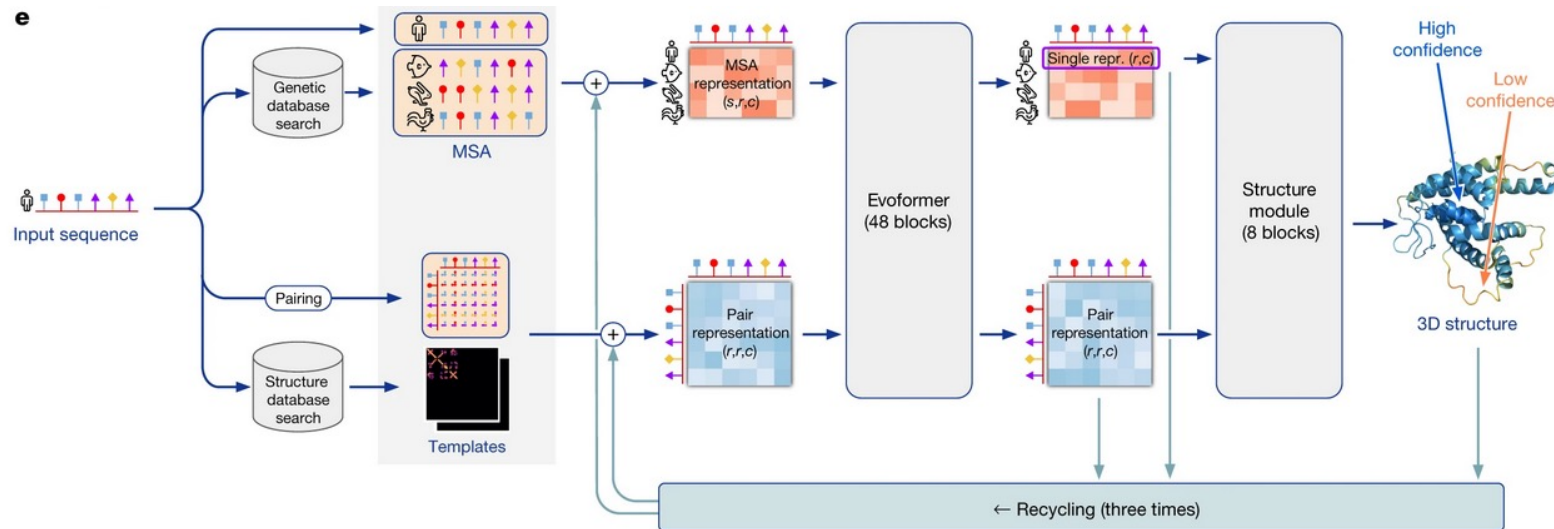 e
Genetic
database
search
MSA
Input sequence
Pairing
Structure
database
search
Templates
MSA
representation
(s,r,c)
Pair
representation
(r,r,c)
Evoformer
(48 blocks)
Single repr. (r,c)
Pair
representation
(r,r,c)
Structure
module
(8 blocks)
High
confidence
Low
confidence
3D structure
← Recycling (three times)